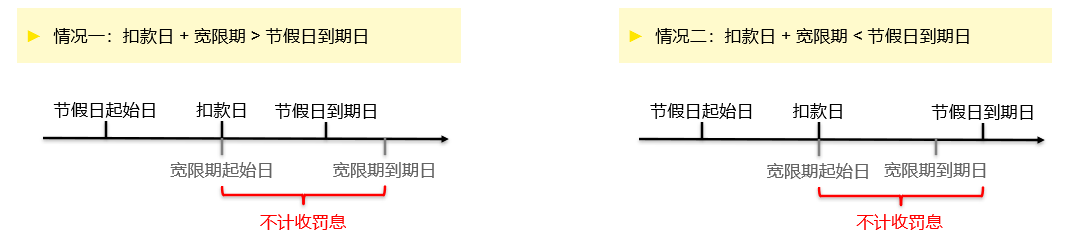 情况一：扣款日 + 宽限期 > 节假日到期日
节假日起始日 扣款日 节假日到期日
宽限期起始日 宽限期到期日
不计收罚息
情况二：扣款日 + 宽限期 < 节假日到期日
节假日起始日 扣款日 节假日到期日
宽限期起始日 宽限期到期日
不计收罚息